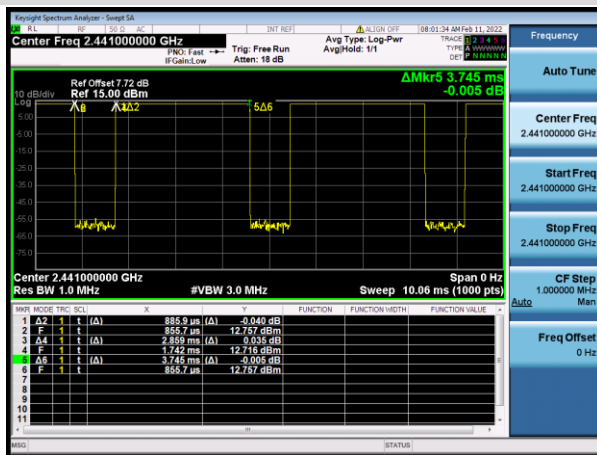 Keysight Spectrum Analyzer - Swept SA
RL RF 50 Ω AC INT REF ALIGN OFF 08:01:34 AM Feb 11, 2022
Center Freq 2.441000000 GHz
PNO: Fast Trig: Free Run Avg Type: Log-Pwr TRACE 1 2 3 4 5 6
IFGain:Low Atten: 18 dB Avg|Hold: 1/1 TYPE A WWWWW
DET P N N N N N
Frequency
Auto Tune
Center Freq
2.441000000 GHz
Start Freq
2.441000000 GHz
Stop Freq
2.441000000 GHz
CF Step
1.000000 MHz
Auto Man
Freq Offset
0 Hz
Ref Offset 7.72 dB
ΔMkr5 3.745 ms
10 dB/div Ref 15.00 dBm -0.005 dB
Log
5Δ6
5.00
-5.00
-15.0
-25.0
-35.0
-45.0
-55.0
-65.0
-75.0
Center 2.441000000 GHz Span 0 Hz
Res BW 1.0 MHz #VBW 3.0 MHz Sweep 10.06 ms (1000 pts)
MKR MODE TRC SCL X Y FUNCTION FUNCTION WIDTH FUNCTION VALUE
1 Δ2 1 t (Δ) 885.9 µs (Δ) -0.040 dB
2 F 1 t 855.7 µs 12.757 dBm
3 Δ4 1 t (Δ) 2.859 ms (Δ) 0.035 dB
4 F 1 t 1.742 ms 12.716 dBm
5 Δ6 1 t (Δ) 3.745 ms (Δ) -0.005 dB
6 F 1 t 855.7 µs 12.757 dBm
7
8
9
10
11
MSG STATUS